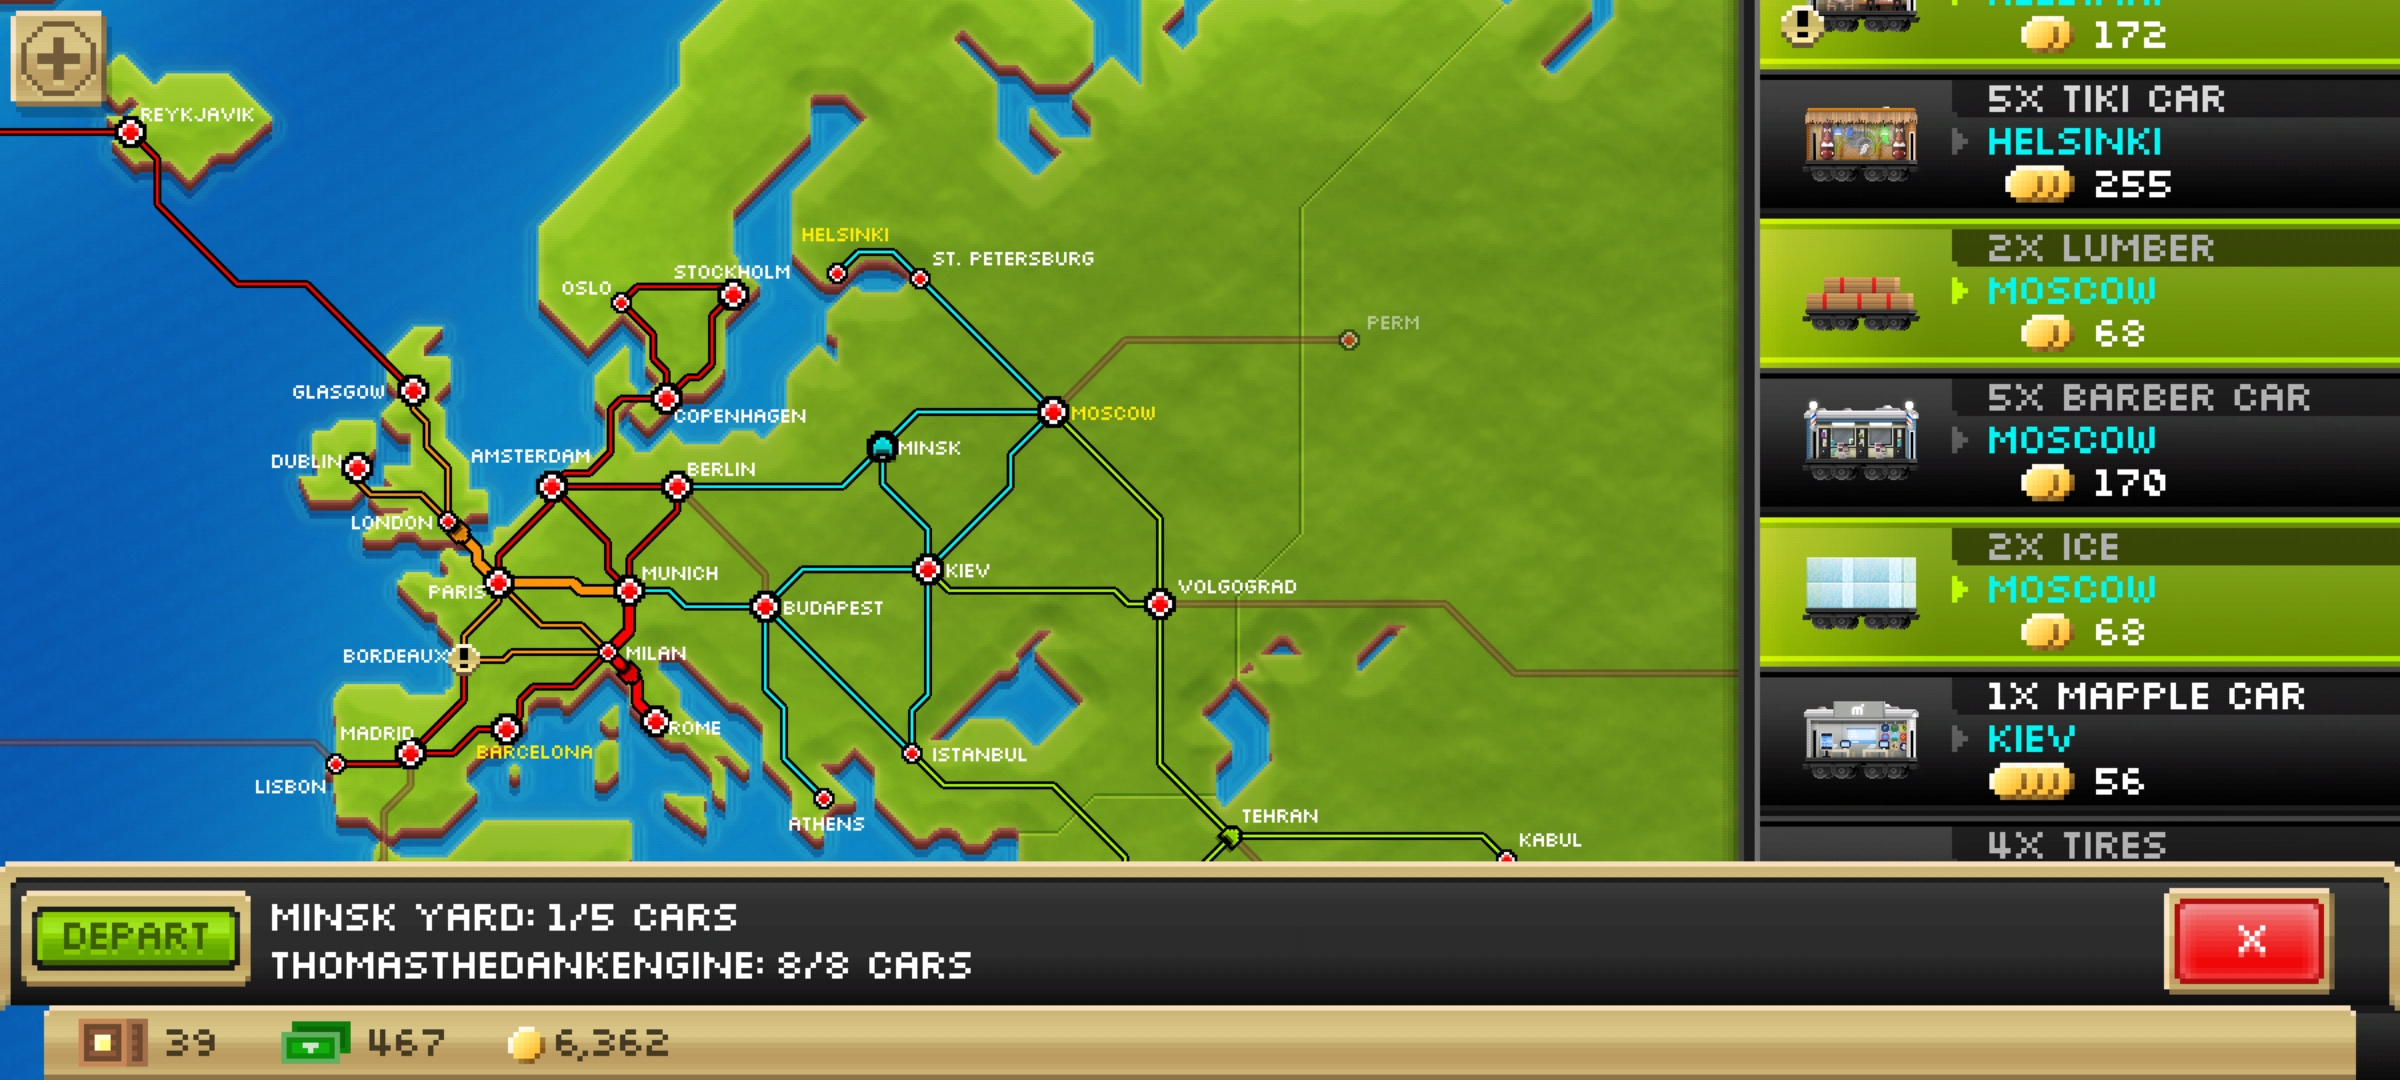 REYKJAVIK
HELSINKI
ST. PETERSBURG
STOCKHOLM
OSLO
PERM
GLASGOW
COPENHAGEN
MOSCOW
MINSK
DUBLIN
AMSTERDAM
BERLIN
LONDON
MUNICH
KIEV
PARIS
BUDAPEST
VOLGOGRAD
BORDEAUX
MILAN
MADRID
ROME
BARCELONA
ISTANBUL
LISBON
ATHENS
TEHRAN
KABUL
172
5X TIKI CAR
HELSINKI
255
2X LUMBER
MOSCOW
68
5X BARBER CAR
MOSCOW
170
2X ICE
MOSCOW
68
1X MAPPLE CAR
KIEV
56
4X TIRES
DEPART
MINSK YARD: 1/5 CARS
THOMASTHEDANKENGINE: 8/8 CARS
X
39
467
6,362